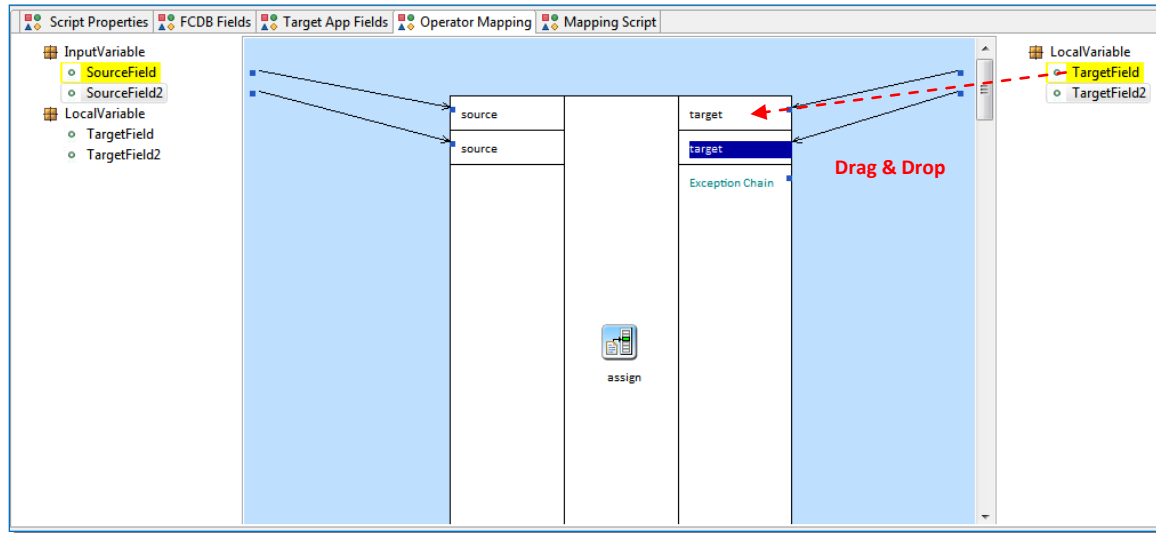 Script Properties FCDB Fields Target App Fields Operator Mapping Mapping Script
InputVariable
SourceField
SourceField2
LocalVariable
TargetField
TargetField2
source
source
target
target
Exception Chain
assign
Drag & Drop
LocalVariable
TargetField
TargetField2